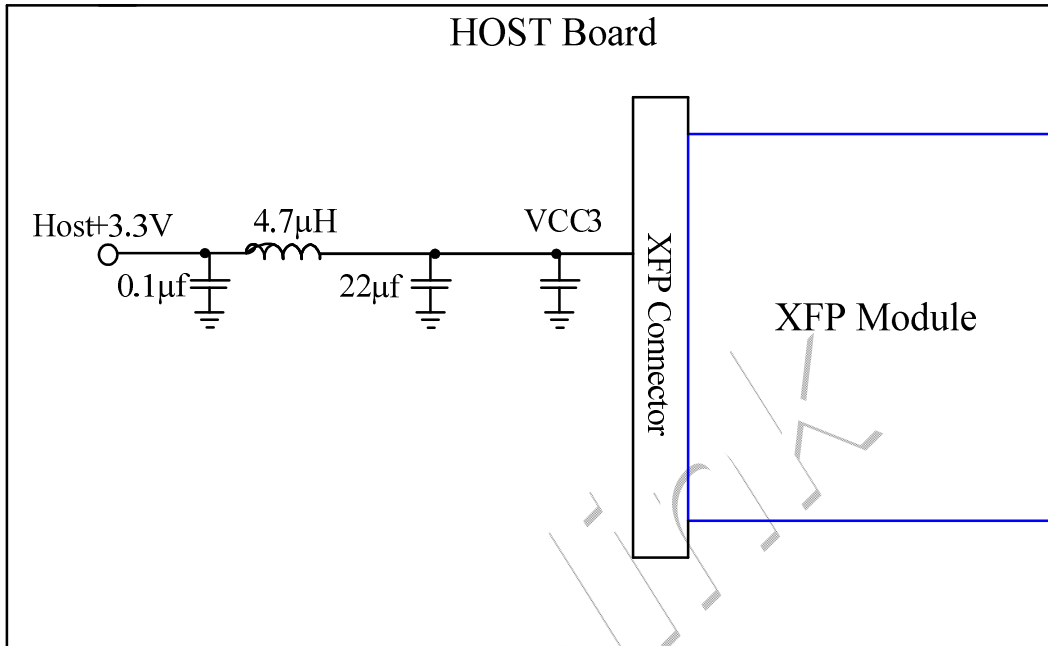 HOST Board
Host+3.3V
4.7μH
VCC3
0.1μf
22μf
XFP Connector
XFP Module